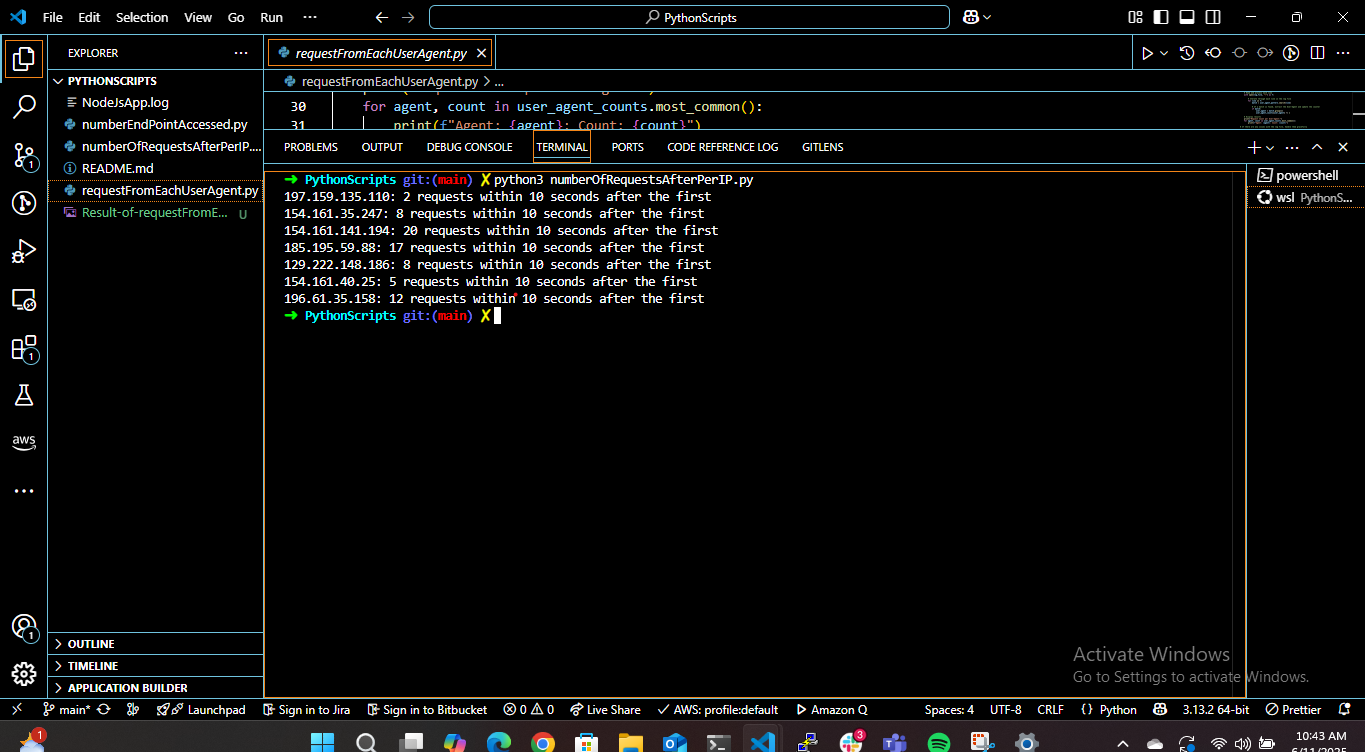 File Edit Selection View Go Run ··· PythonScripts
EXPLORER ···
requestFromEachUserAgent.py
PYTHONSCRIPTS
requestFromEachUserAgent.py > ...
NodeJsApp.log
numberEndPointAccessed.py
numberOfRequestsAfterPerIP....
README.md
requestFromEachUserAgent.py
Result-of-requestFromE... U
30 for agent, count in user_agent_counts.most_common():
31 print(f"Agent: {agent}: Count: {count}")
PROBLEMS OUTPUT DEBUG CONSOLE TERMINAL PORTS CODE REFERENCE LOG GITLENS
→ PythonScripts git:(main) ✗ python3 numberOfRequestsAfterPerIP.py
197.159.135.110: 2 requests within 10 seconds after the first
154.161.35.247: 8 requests within 10 seconds after the first
154.161.141.194: 20 requests within 10 seconds after the first
185.195.59.88: 17 requests within 10 seconds after the first
129.222.148.186: 8 requests within 10 seconds after the first
154.161.40.25: 5 requests within 10 seconds after the first
196.61.35.158: 12 requests within 10 seconds after the first
→ PythonScripts git:(main) ✗
powershell
wsl PythonS...
1
1
aws
1
OUTLINE
TIMELINE
APPLICATION BUILDER
Activate Windows
Go to Settings to activate Windows.
main* Launchpad Sign in to Jira Sign in to Bitbucket 0 0 Live Share AWS: profile:default Amazon Q Spaces: 4 UTF-8 CRLF {} Python 3.13.2 64-bit Prettier
1
3
10:43 AM